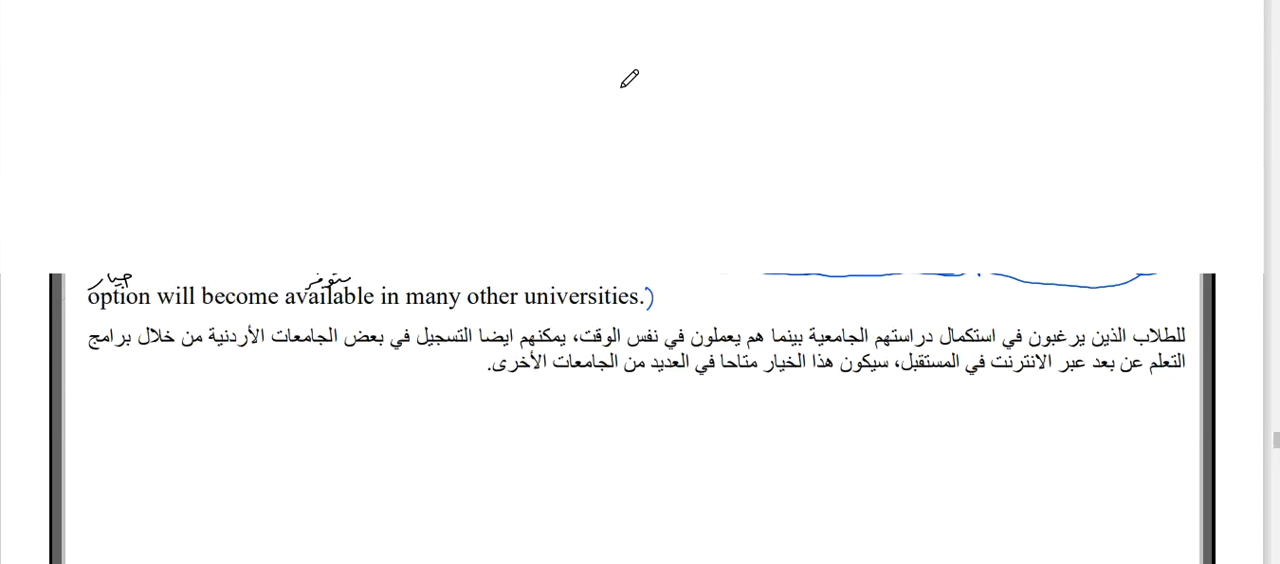 خيار متوفر
option will become available in many other universities.)
للطلاب الذين يرغبون في استكمال دراستهم الجامعية بينما هم يعملون في نفس الوقت، يمكنهم ايضا التسجيل في بعض الجامعات الأردنية من خلال برامج
التعلم عن بعد عبر الانترنت في المستقبل، سيكون هذا الخيار متاحا في العديد من الجامعات الأخرى.